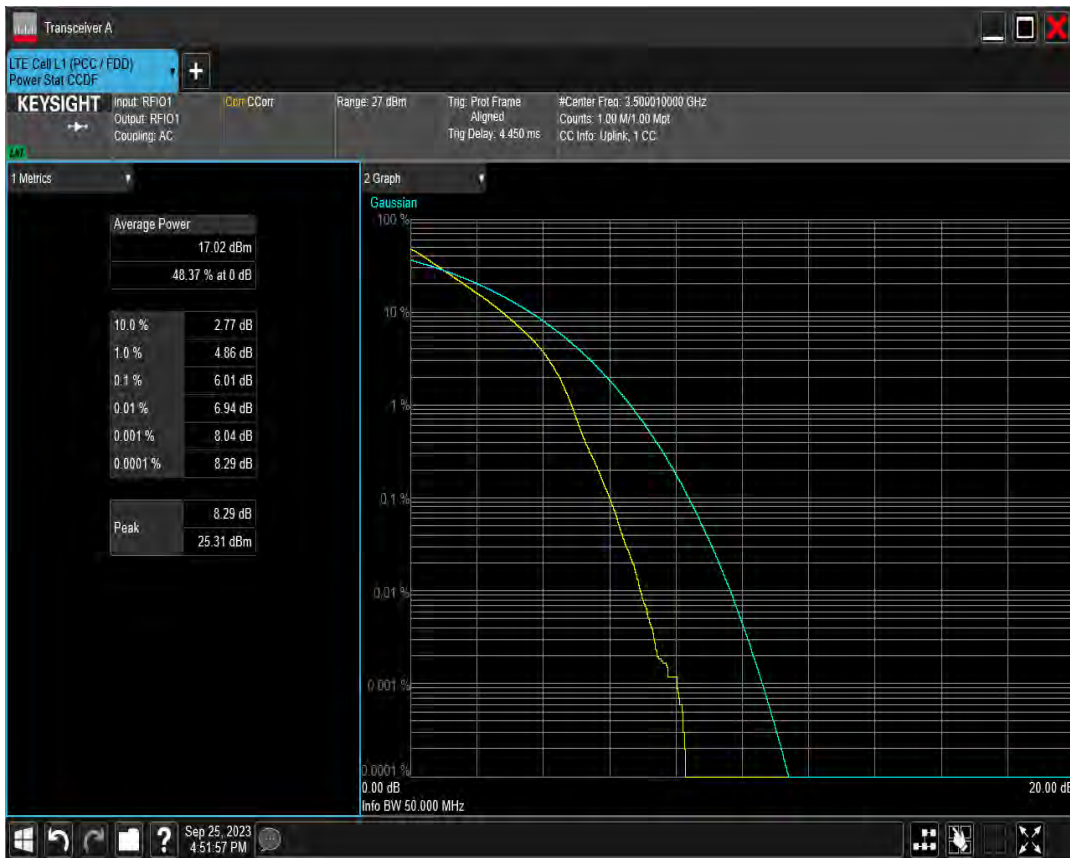 Transceiver A
LTE Cell L1 (PCC / FDD)
Power Stat CCDF
+
KEYSIGHT
Input: RFIO1
Output: RFIO1
Coupling: AC
Corr CCorr
Range: 27 dBm
Trig: Prot Frame
Aligned
Trig Delay: 4.450 ms
#Center Freq: 3.500010000 GHz
Counts: 1.00 M/1.00 Mpt
CC Info: Uplink, 1 CC
1 Metrics
Average Power
17.02 dBm
48.37 % at 0 dB
10.0 % 2.77 dB
1.0 % 4.86 dB
0.1 % 6.01 dB
0.01 % 6.94 dB
0.001 % 8.04 dB
0.0001 % 8.29 dB
Peak
8.29 dB
25.31 dBm
2 Graph
Gaussian
100 %
10 %
1 %
0.1 %
0.01 %
0.001 %
0.0001 %
0.00 dB
20.00 dB
Info BW 50.000 MHz
?
Sep 25, 2023
4:51:57 PM